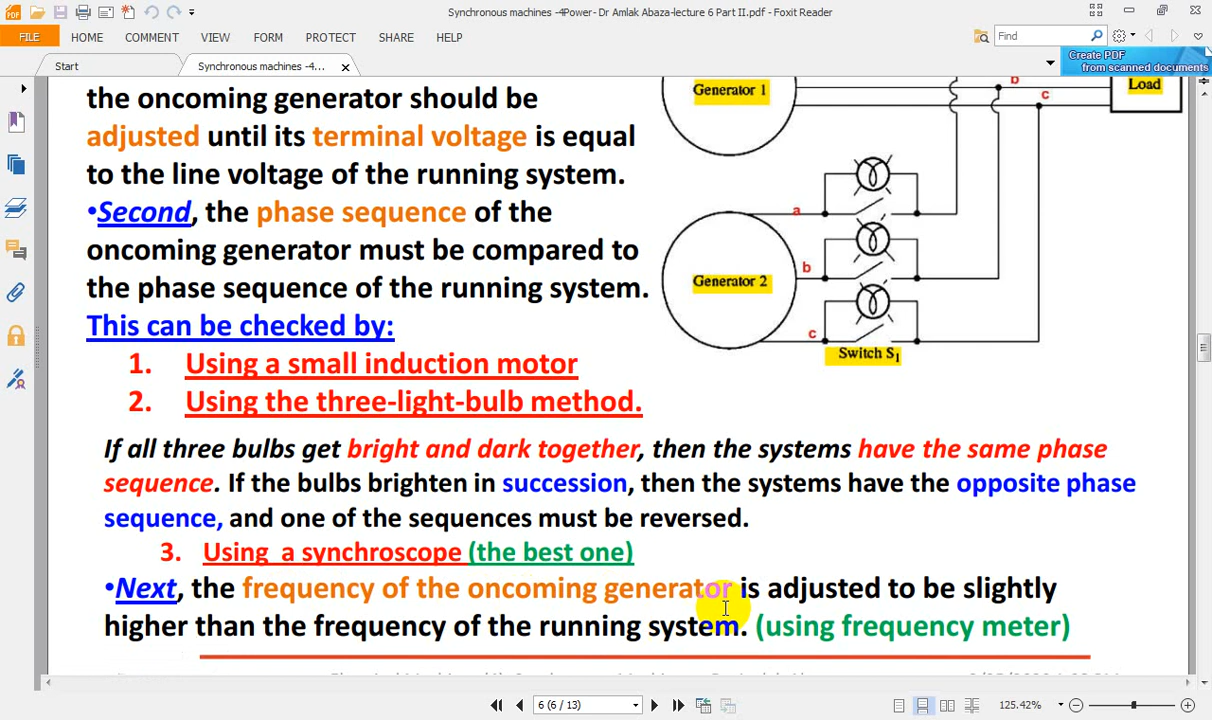 Synchronous machines -4Power- Dr Amlak Abaza-lecture 6 Part II.pdf - Foxit Reader
FILE HOME COMMENT VIEW FORM PROTECT SHARE HELP
Find
Create PDF
from scanned documents
Start
Synchronous machines -4...
the oncoming generator should be
adjusted until its terminal voltage is equal
to the line voltage of the running system.
•Second, the phase sequence of the
oncoming generator must be compared to
the phase sequence of the running system.
This can be checked by:
1. Using a small induction motor
2. Using the three-light-bulb method.
Generator 1
b
c
Load
a
b
Generator 2
c
Switch S1
If all three bulbs get bright and dark together, then the systems have the same phase
sequence. If the bulbs brighten in succession, then the systems have the opposite phase
sequence, and one of the sequences must be reversed.
3. Using a synchroscope (the best one)
•Next, the frequency of the oncoming generator is adjusted to be slightly
higher than the frequency of the running system. (using frequency meter)
6 (6 / 13)
125.42%